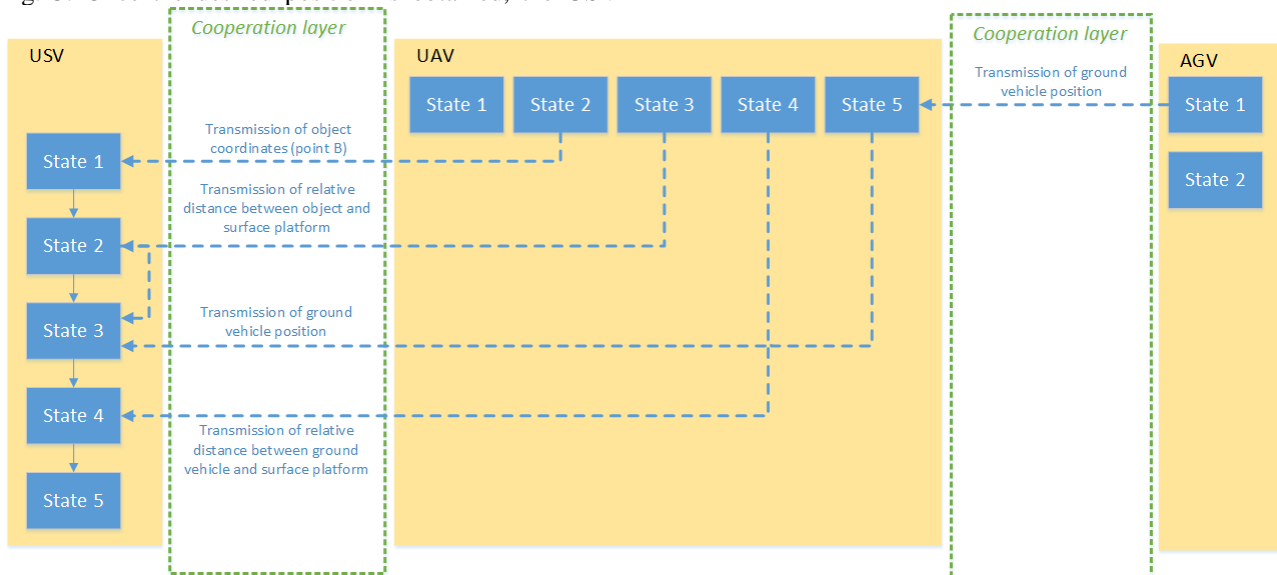 Cooperation layer
Cooperation layer
USV
UAV
AGV
State 1
State 2
State 3
State 4
State 5
Transmission of ground
vehicle position
State 1
State 2
Transmission of object
coordinates (point B)
State 1
Transmission of relative
distance between object and
surface platform
State 2
Transmission of ground
vehicle position
State 3
State 4
Transmission of relative
distance between ground
vehicle and surface platform
State 5